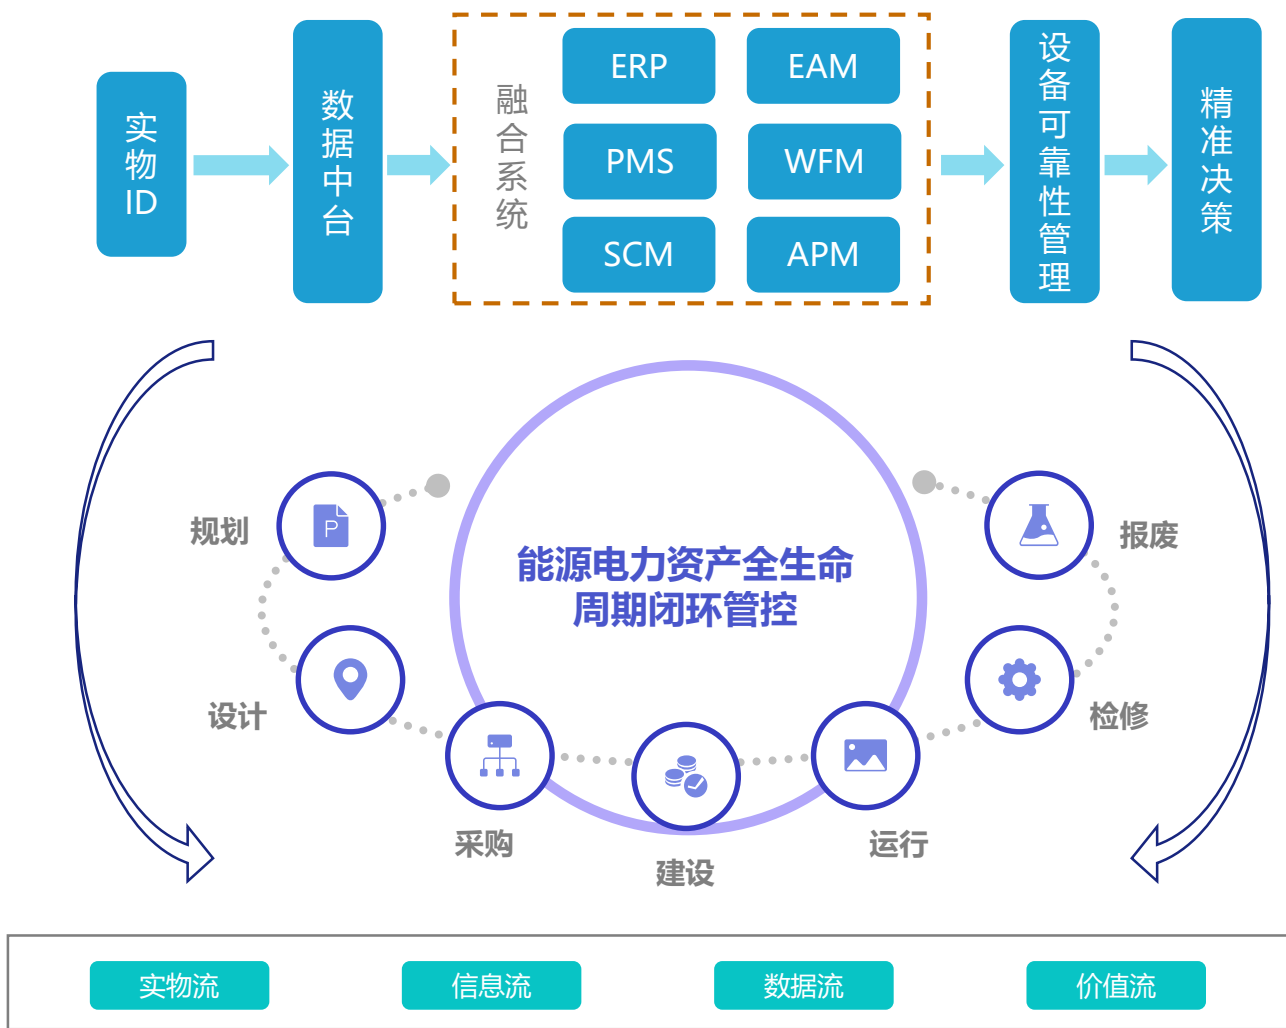 实物ID
数据中台
融合系统
ERP
EAM
PMS
WFM
SCM
APM
设备可靠性管理
精准决策
规划
P
报废
能源电力资产全生命
周期闭环管控
设计
检修
采购
运行
建设
实物流
信息流
数据流
价值流